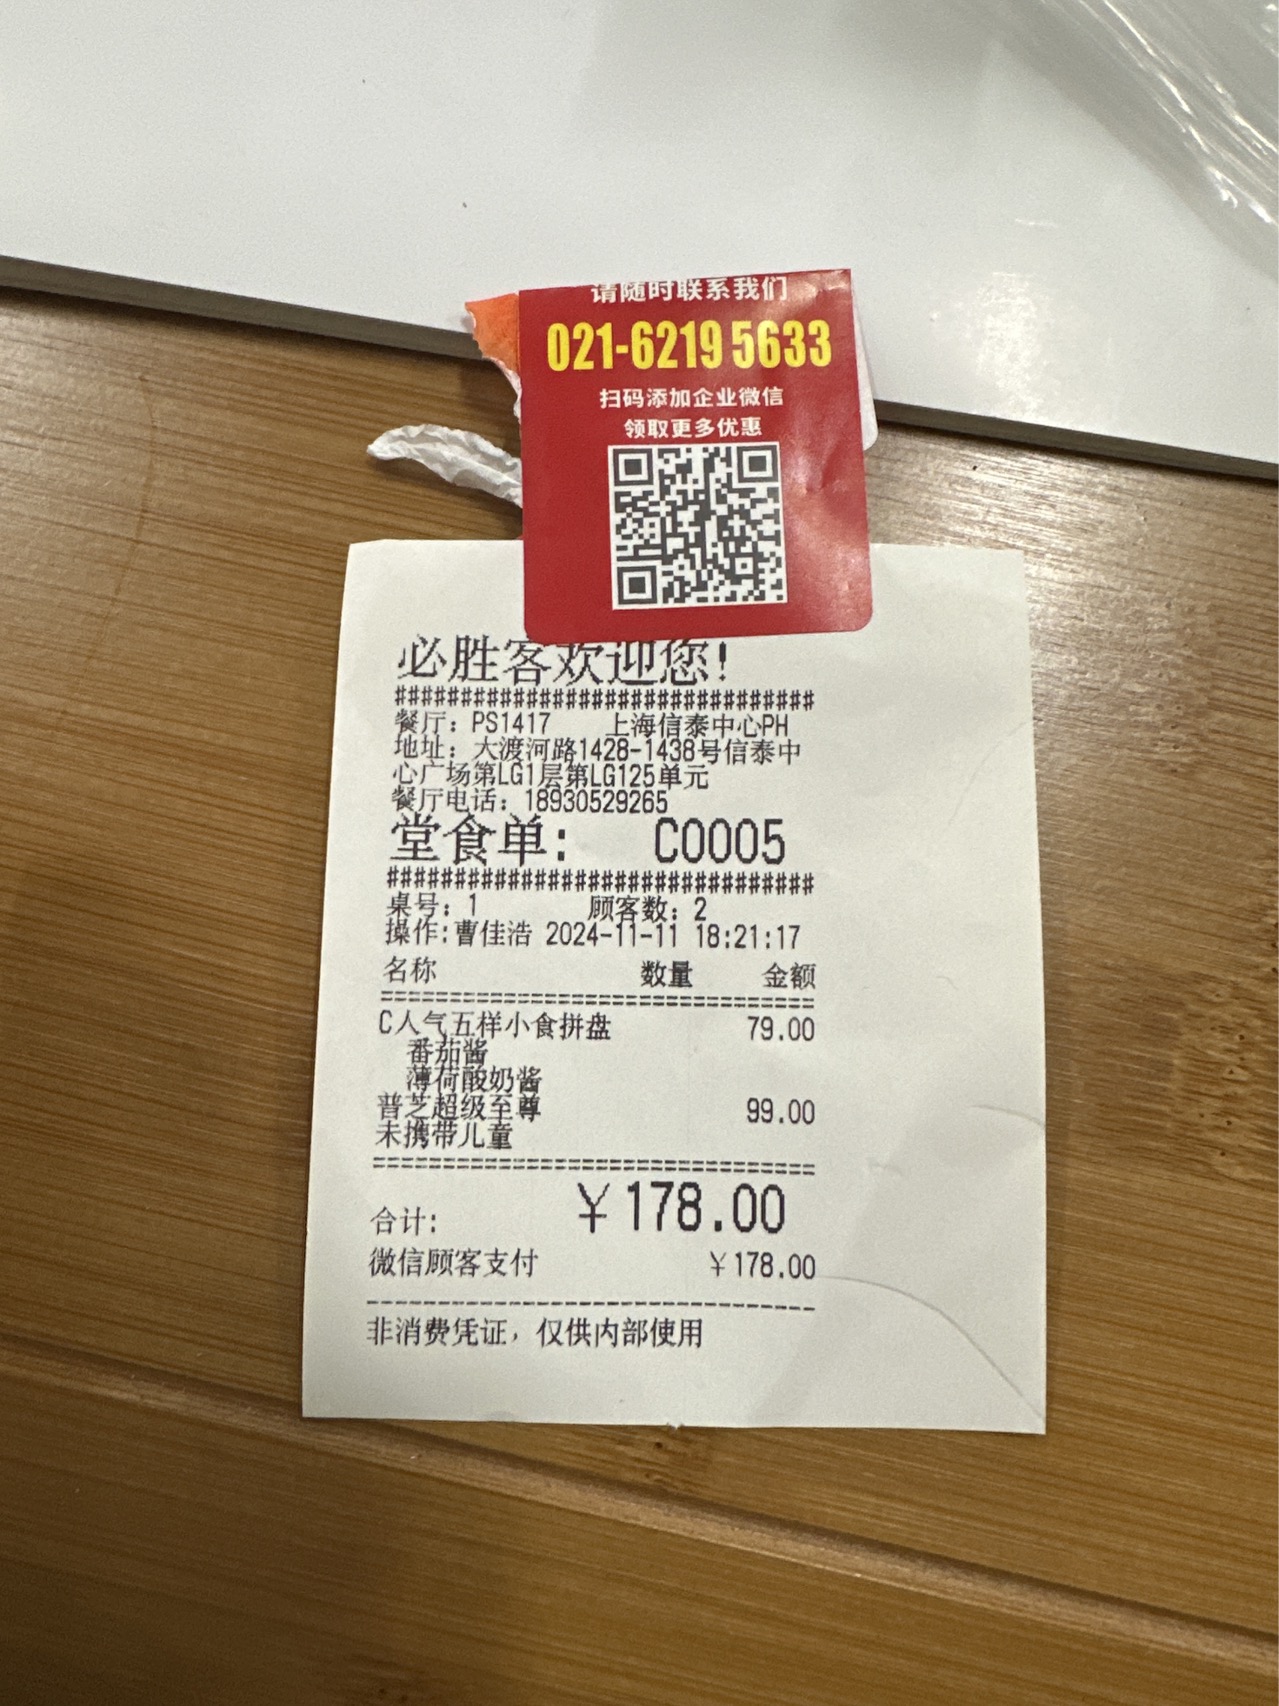 请随时联系我们
021-6219 5633
扫码添加企业微信
领取更多优惠
必胜客欢迎您!
################################
餐厅：PS1417 上海信泰中心PH
地址：大渡河路1428-1438号信泰中
心广场第LG1层第LG125单元
餐厅电话：18930529265
堂食单： C0005
################################
桌号：1 顾客数：2
操作:曹佳浩 2024-11-11 18:21:17
名称 数量 金额
================================
C人气五样小食拼盘 79.00
番茄酱
薄荷酸奶酱
普芝超级至尊 99.00
未携带儿童
================================
合计: ￥178.00
微信顾客支付 ￥178.00
--------------------------------
非消费凭证，仅供内部使用